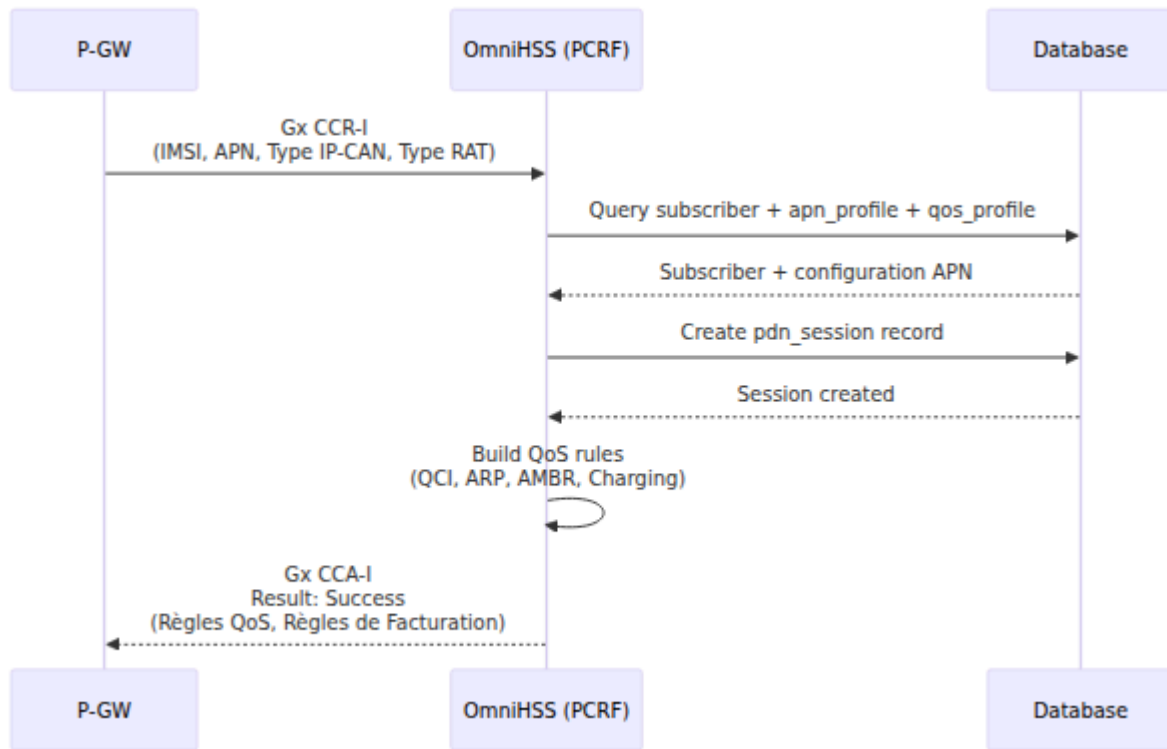 P-GW
OmniHSS (PCRF)
Database
Gx CCR-I
(IMSI, APN, Type IP-CAN, Type RAT)
Query subscriber + apn_profile + qos_profile
Subscriber + configuration APN
Create pdn_session record
Session created
Build QoS rules
(QCI, ARP, AMBR, Charging)
Gx CCA-I
Result: Success
(Règles QoS, Règles de Facturation)
P-GW
OmniHSS (PCRF)
Database